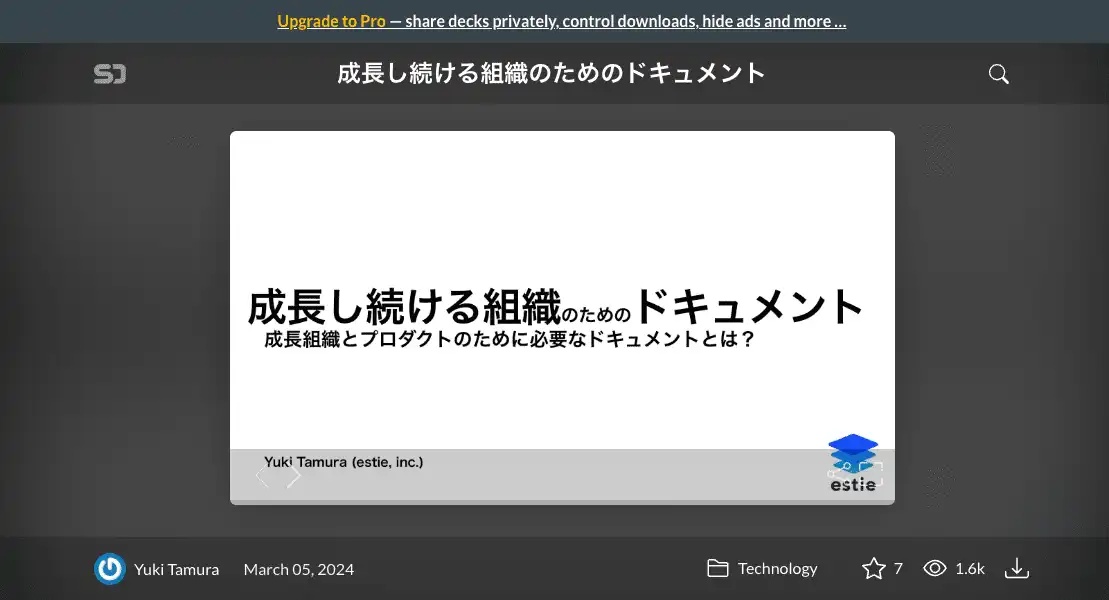 Upgrade to Pro — share decks privately, control downloads, hide ads and more …
SD
成長し続ける組織のためのドキュメント
成長し続ける組織のためのドキュメント
成長組織とプロダクトのために必要なドキュメントとは？
Yuki Tamura (estie, inc.)
estie
Yuki Tamura
March 05, 2024
Technology
7
1.6k